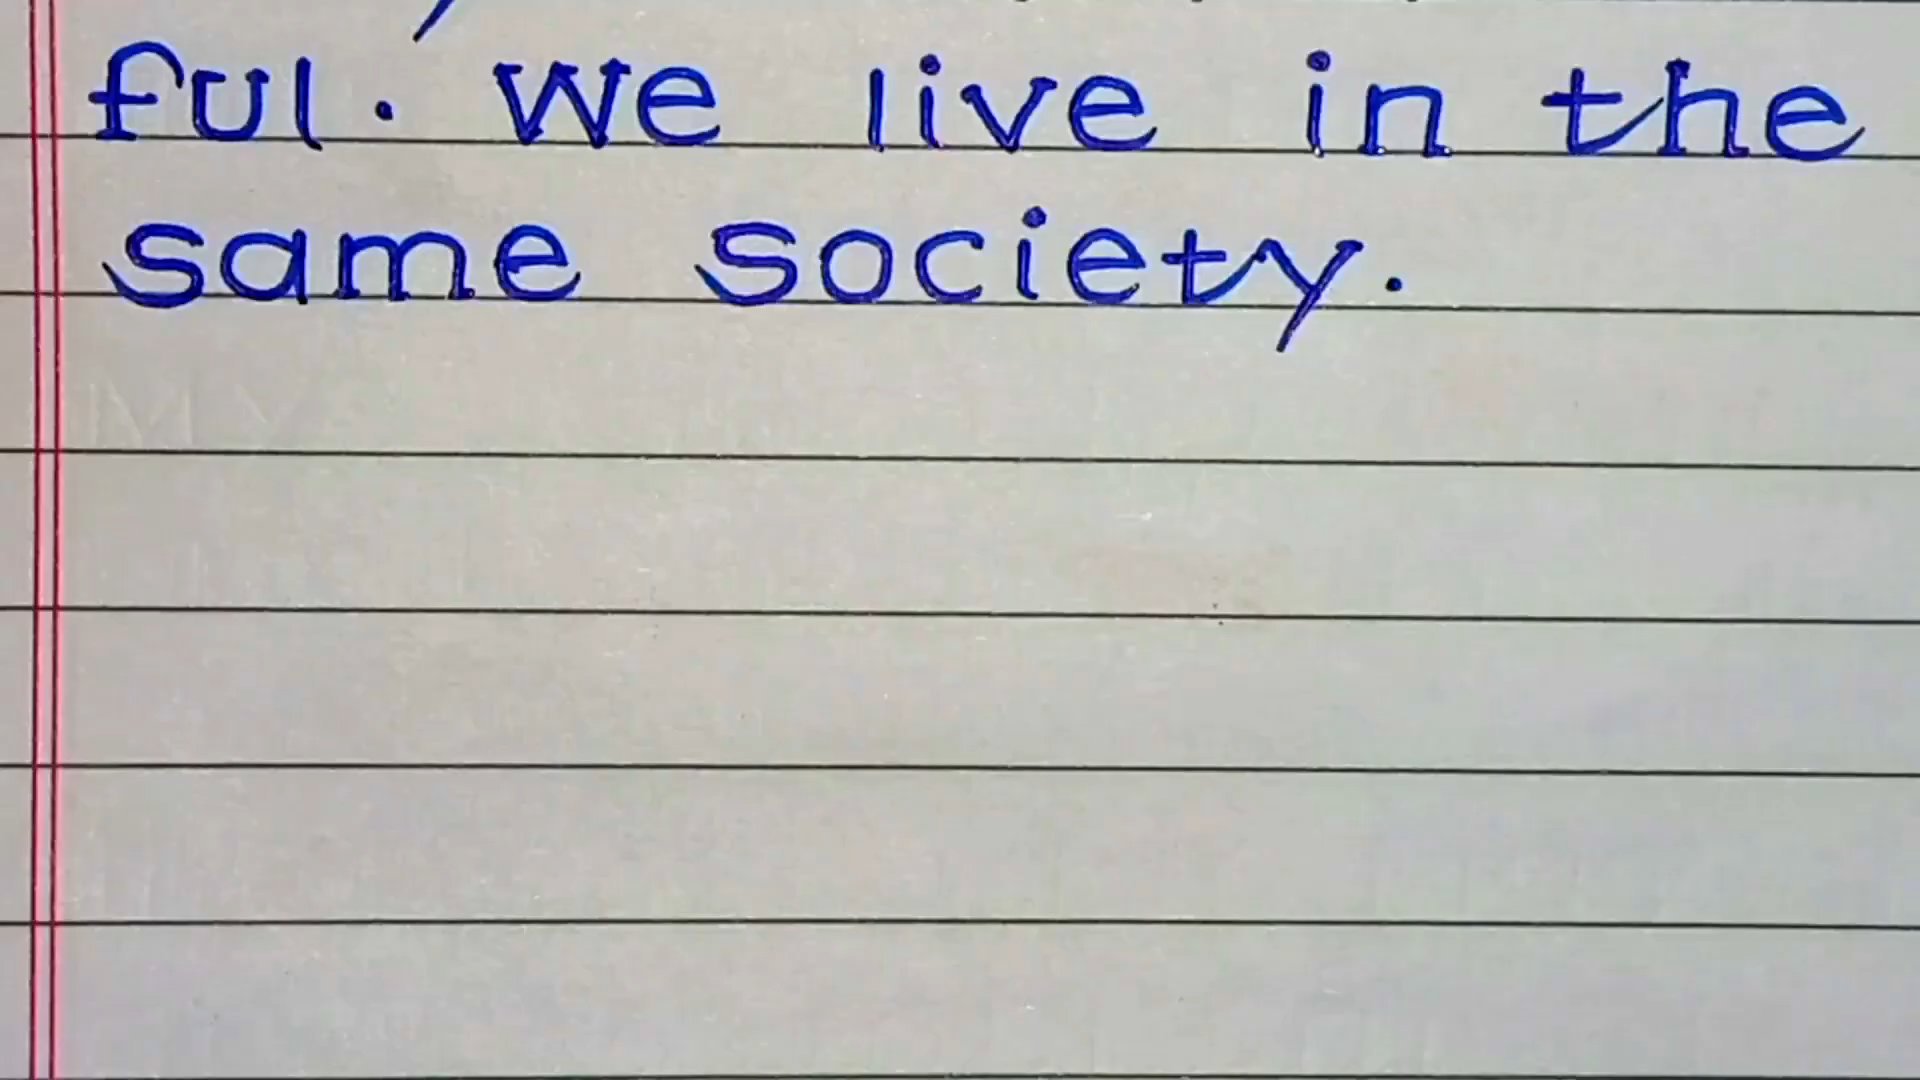 ful. we live in the
same society.